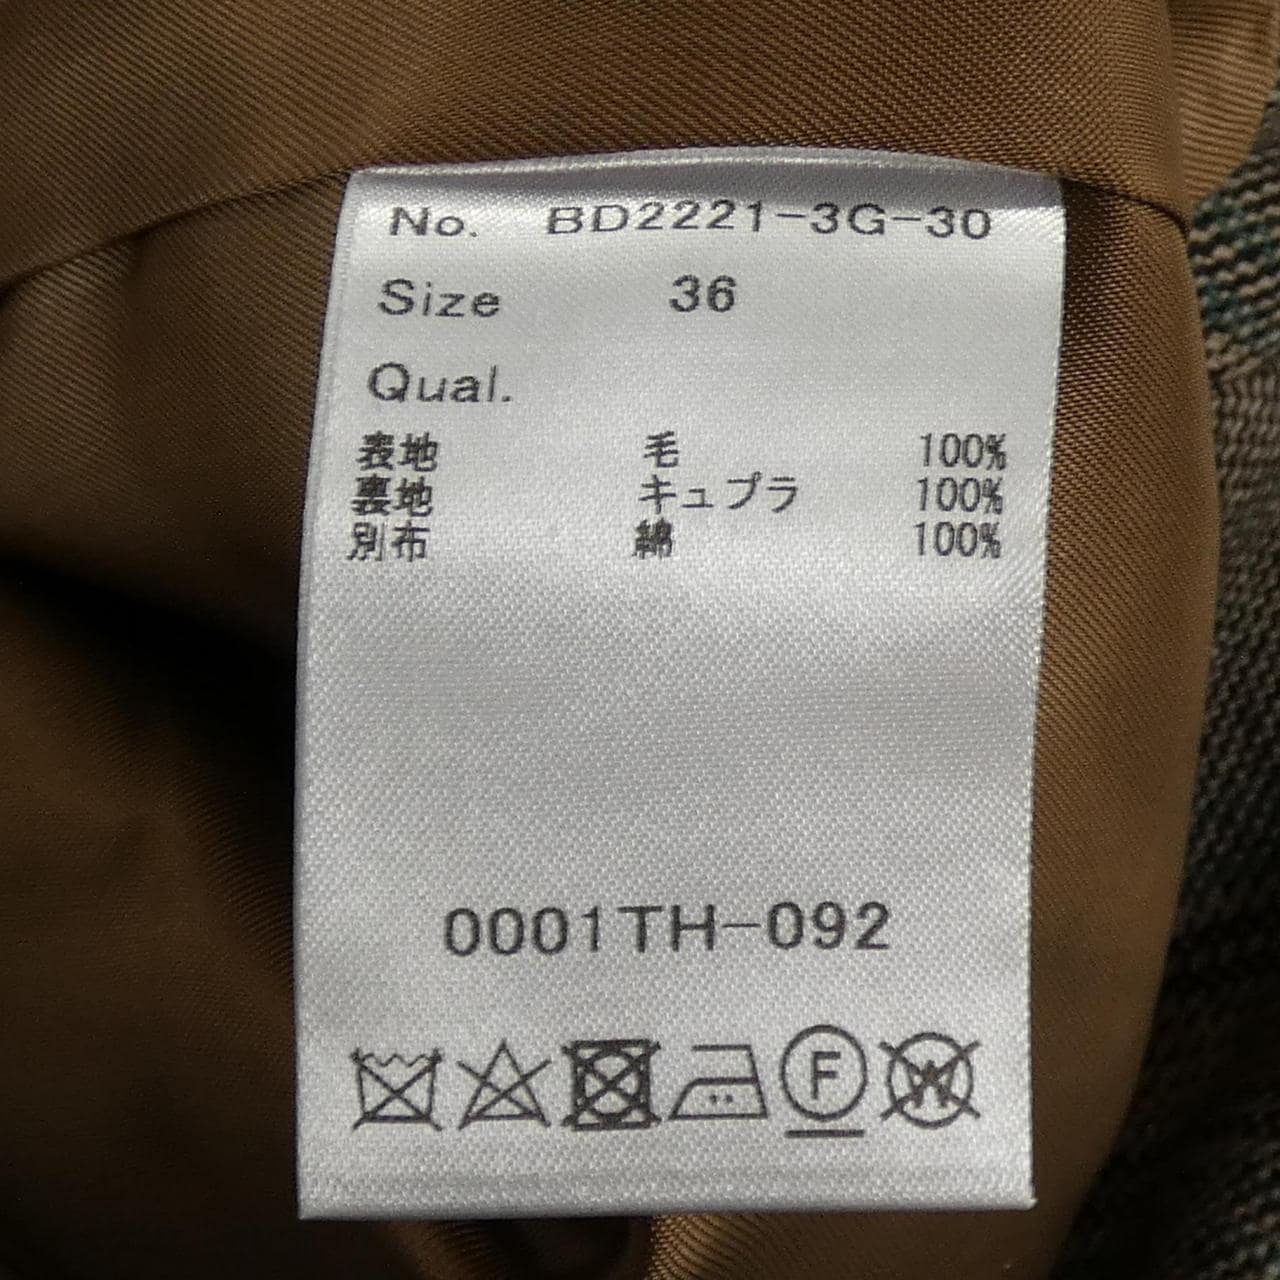 No. BD2221-3G-30
Size 36
Qual.
表地 毛 100%
裏地 キュプラ 100%
別布 綿 100%
0001TH-092
F W